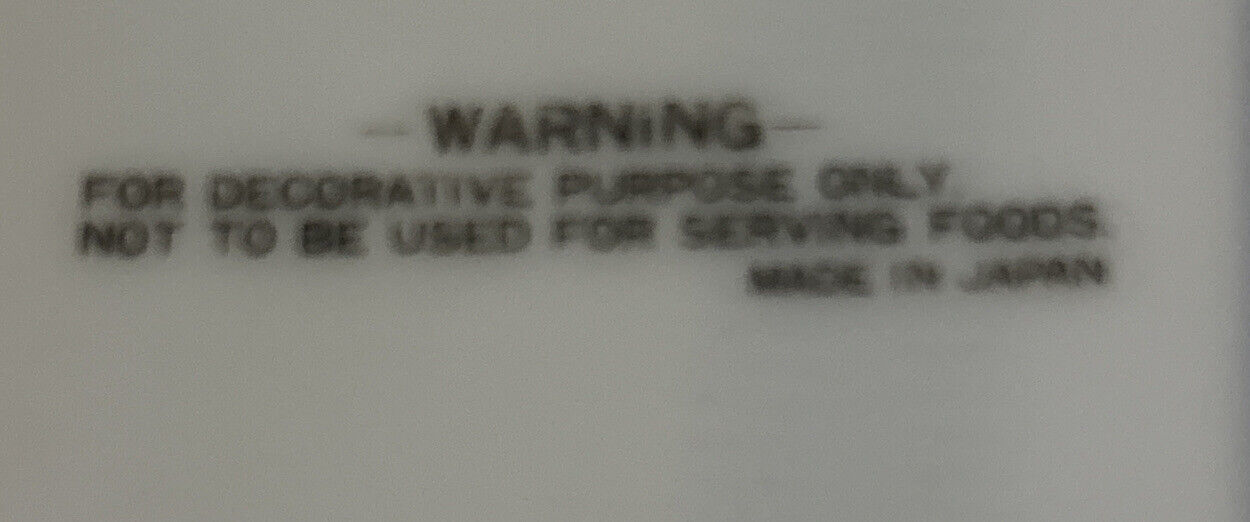 — WARNING —
FOR DECORATIVE PURPOSE ONLY
NOT TO BE USED FOR SERVING FOODS.
MADE IN JAPAN